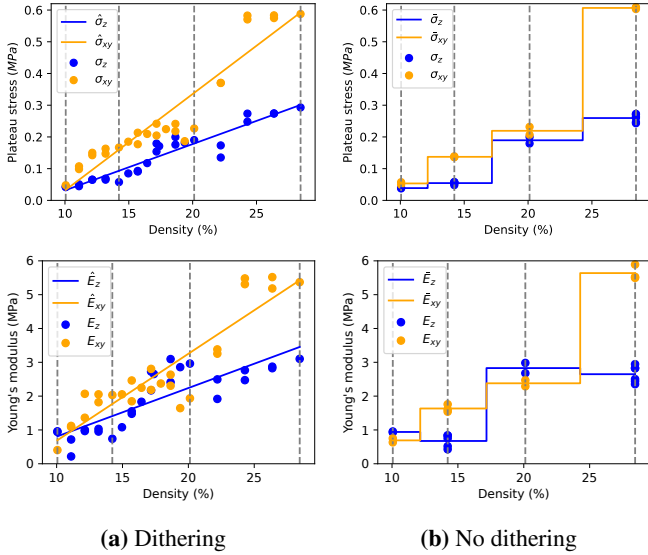 0.6
0.5
0.4
0.3
0.2
0.1
0.0
Plateau stress (MPa)
σ̂z
σ̂xy
σz
σxy
10 15 20 25
Density (%)
0.6
0.5
0.4
0.3
0.2
0.1
0.0
Plateau stress (MPa)
σ̄z
σ̄xy
σz
σxy
10 15 20 25
Density (%)
6
5
4
3
2
1
0
Young's modulus (MPa)
Êz
Êxy
Ez
Exy
10 15 20 25
Density (%)
6
5
4
3
2
1
0
Young's modulus (MPa)
Ēz
Ēxy
Ez
Exy
10 15 20 25
Density (%)
(a) Dithering
(b) No dithering